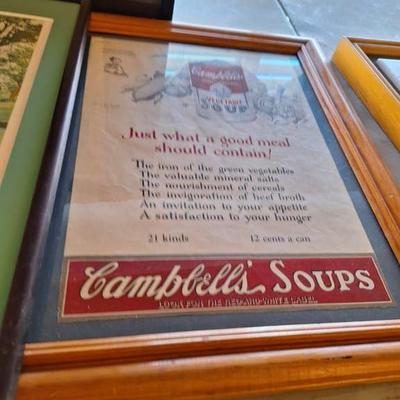 Campbell's
VEGETABLE
SOUP
Just what a good meal
should contain!
The iron of the green vegetables
The valuable mineral salts
The nourishment of cereals
The invigoration of beef broth
An invitation to your appetite
A satisfaction to your hunger
21 kinds 12 cents a can
Campbell's SOUPS
LOOK FOR THE RED-AND-WHITE LABEL